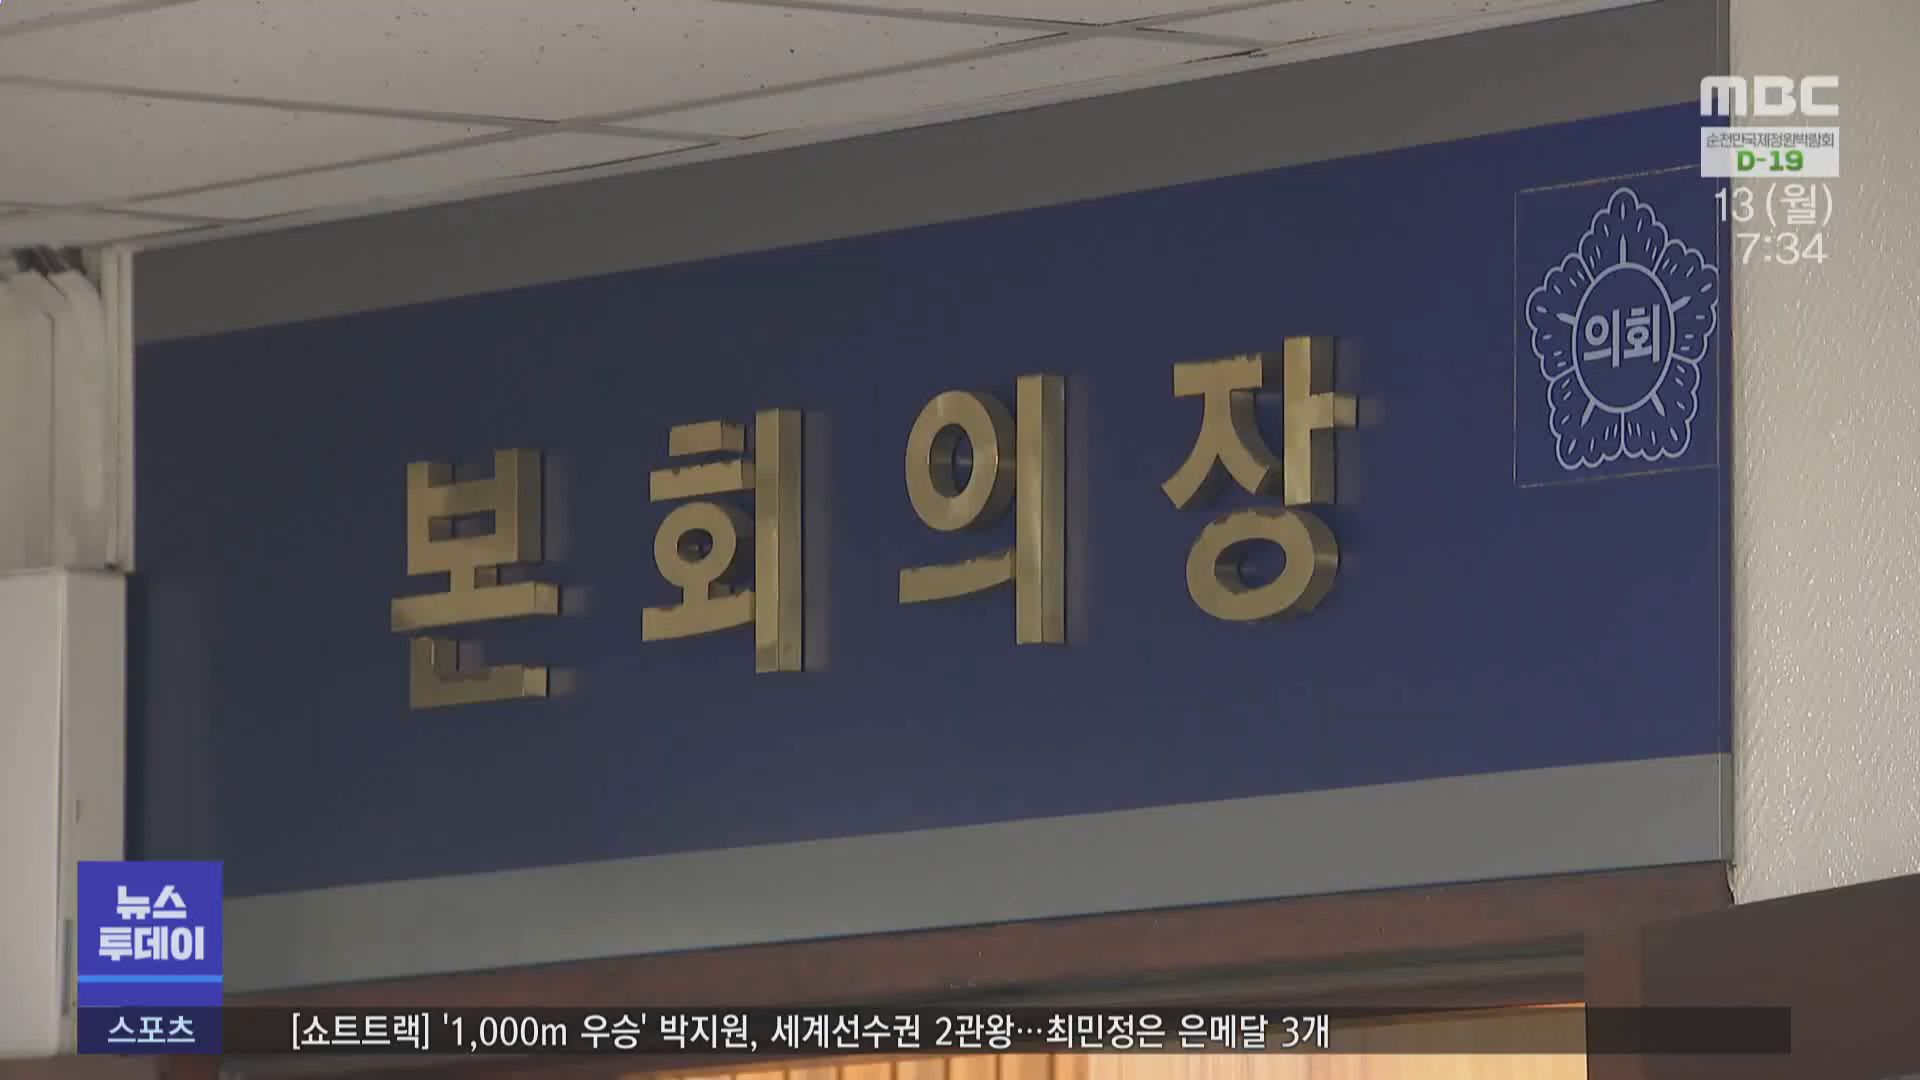 MBC
순천만국제정원박람회
D-19
13 (월)
7:34
의회
본회의장
뉴스
투데이
스포츠
[쇼트트랙] '1,000m 우승' 박지원, 세계선수권 2관왕…최민정은 은메달 3개